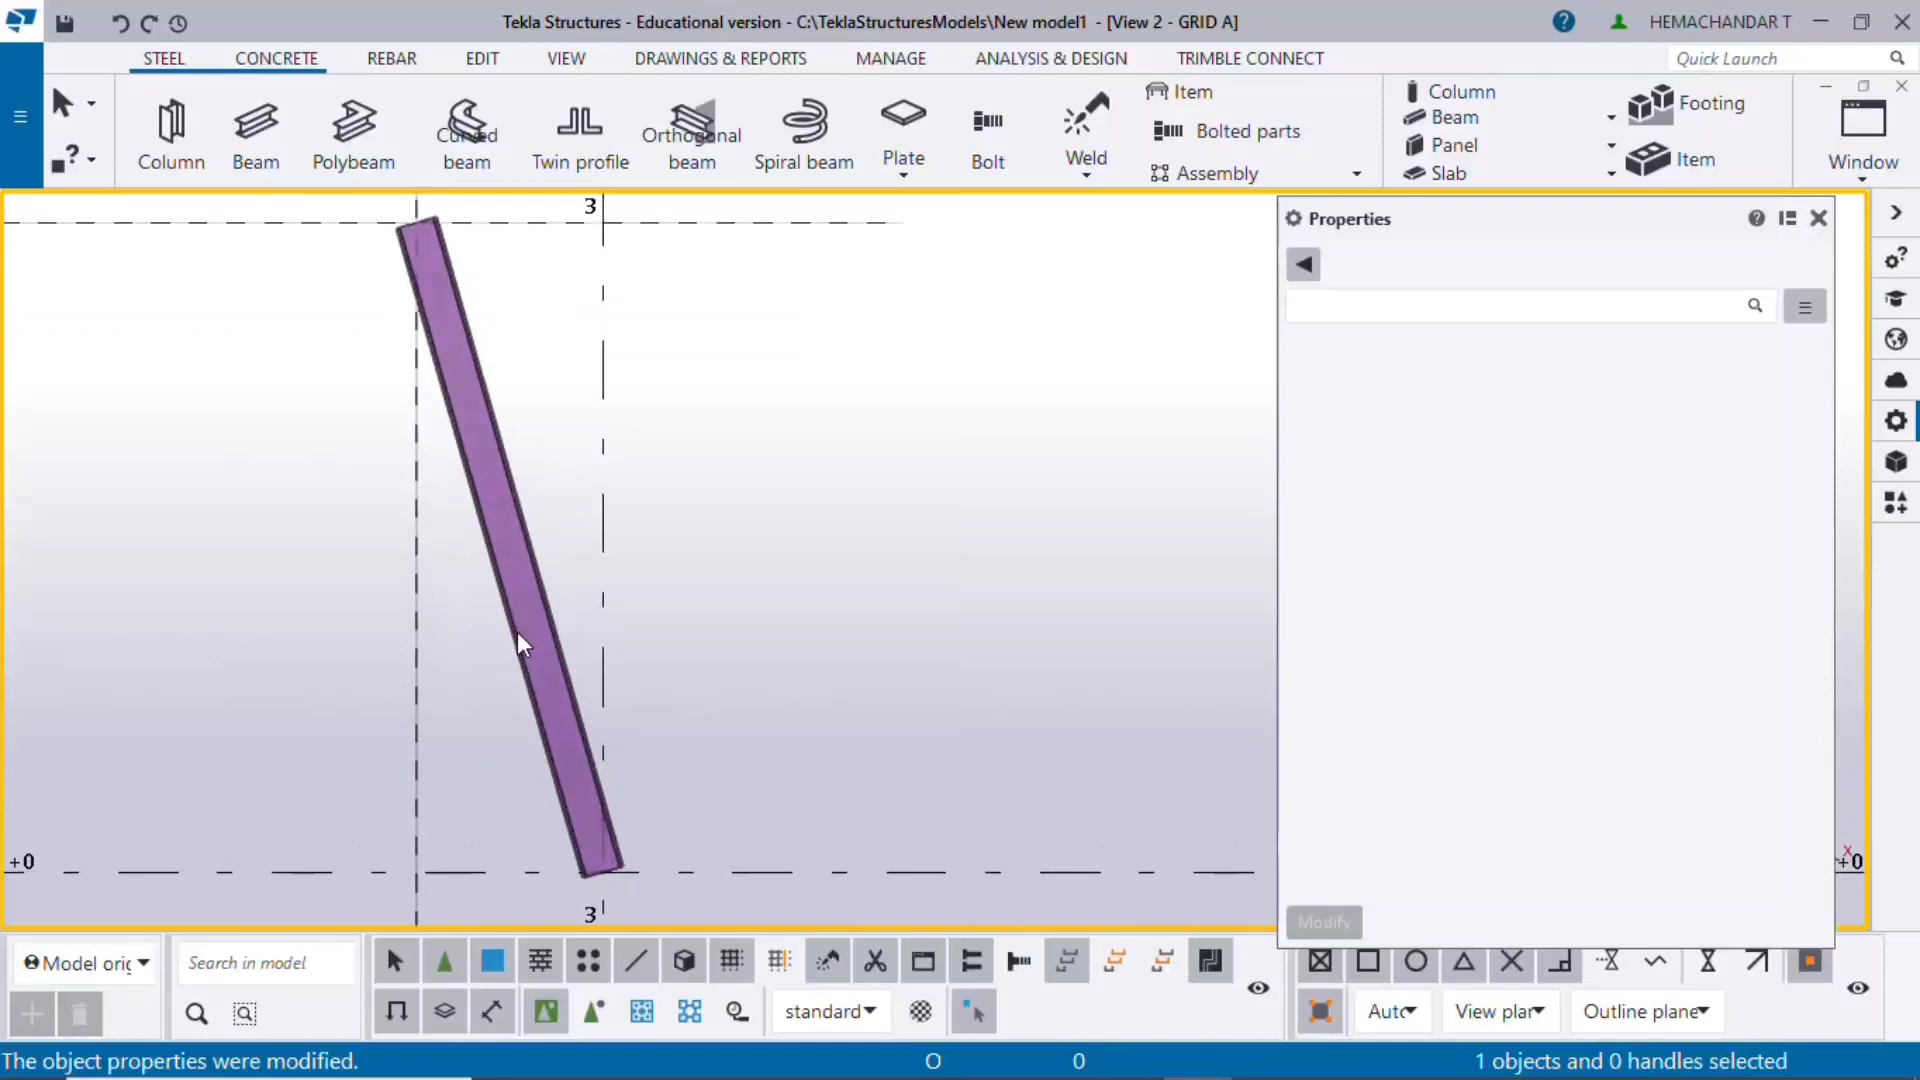 Tekla Structures - Educational version - C:\TeklaStructuresModels\New model1 - [View 2 - GRID A]
HEMACHANDAR T
STEEL CONCRETE REBAR EDIT VIEW DRAWINGS & REPORTS MANAGE ANALYSIS & DESIGN TRIMBLE CONNECT
Quick Launch
Column
Beam
Polybeam
Curved
beam
Twin profile
Orthogonal
beam
Spiral beam
Plate
Bolt
Weld
Item
Bolted parts
Assembly
Column
Beam
Panel
Slab
Footing
Item
Window
3
Properties
+0
+0
x
3
Modify
Model orig
Search in model
standard
Auto
View plan
Outline plane
The object properties were modified.
O
0
1 objects and 0 handles selected